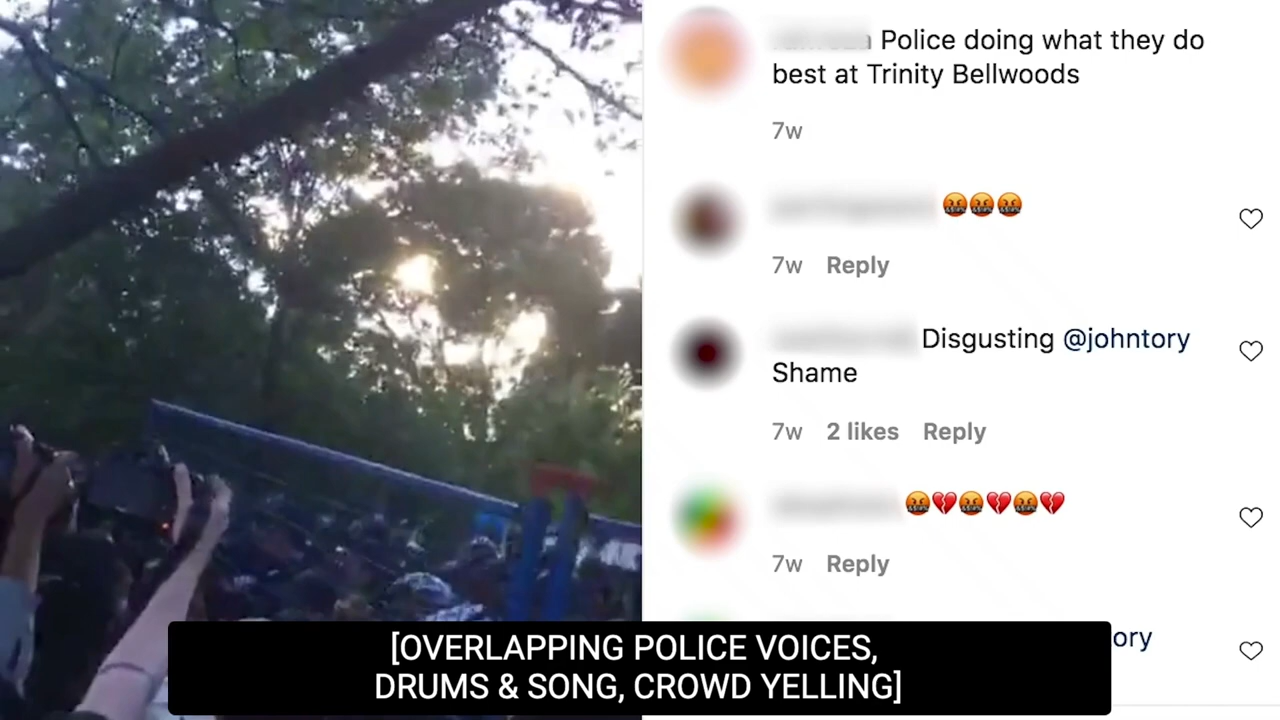 Police doing what they do
best at Trinity Bellwoods
7w
7w Reply
Disgusting @johntory
Shame
7w 2 likes Reply
7w Reply
ory
[OVERLAPPING POLICE VOICES,
DRUMS & SONG, CROWD YELLING]